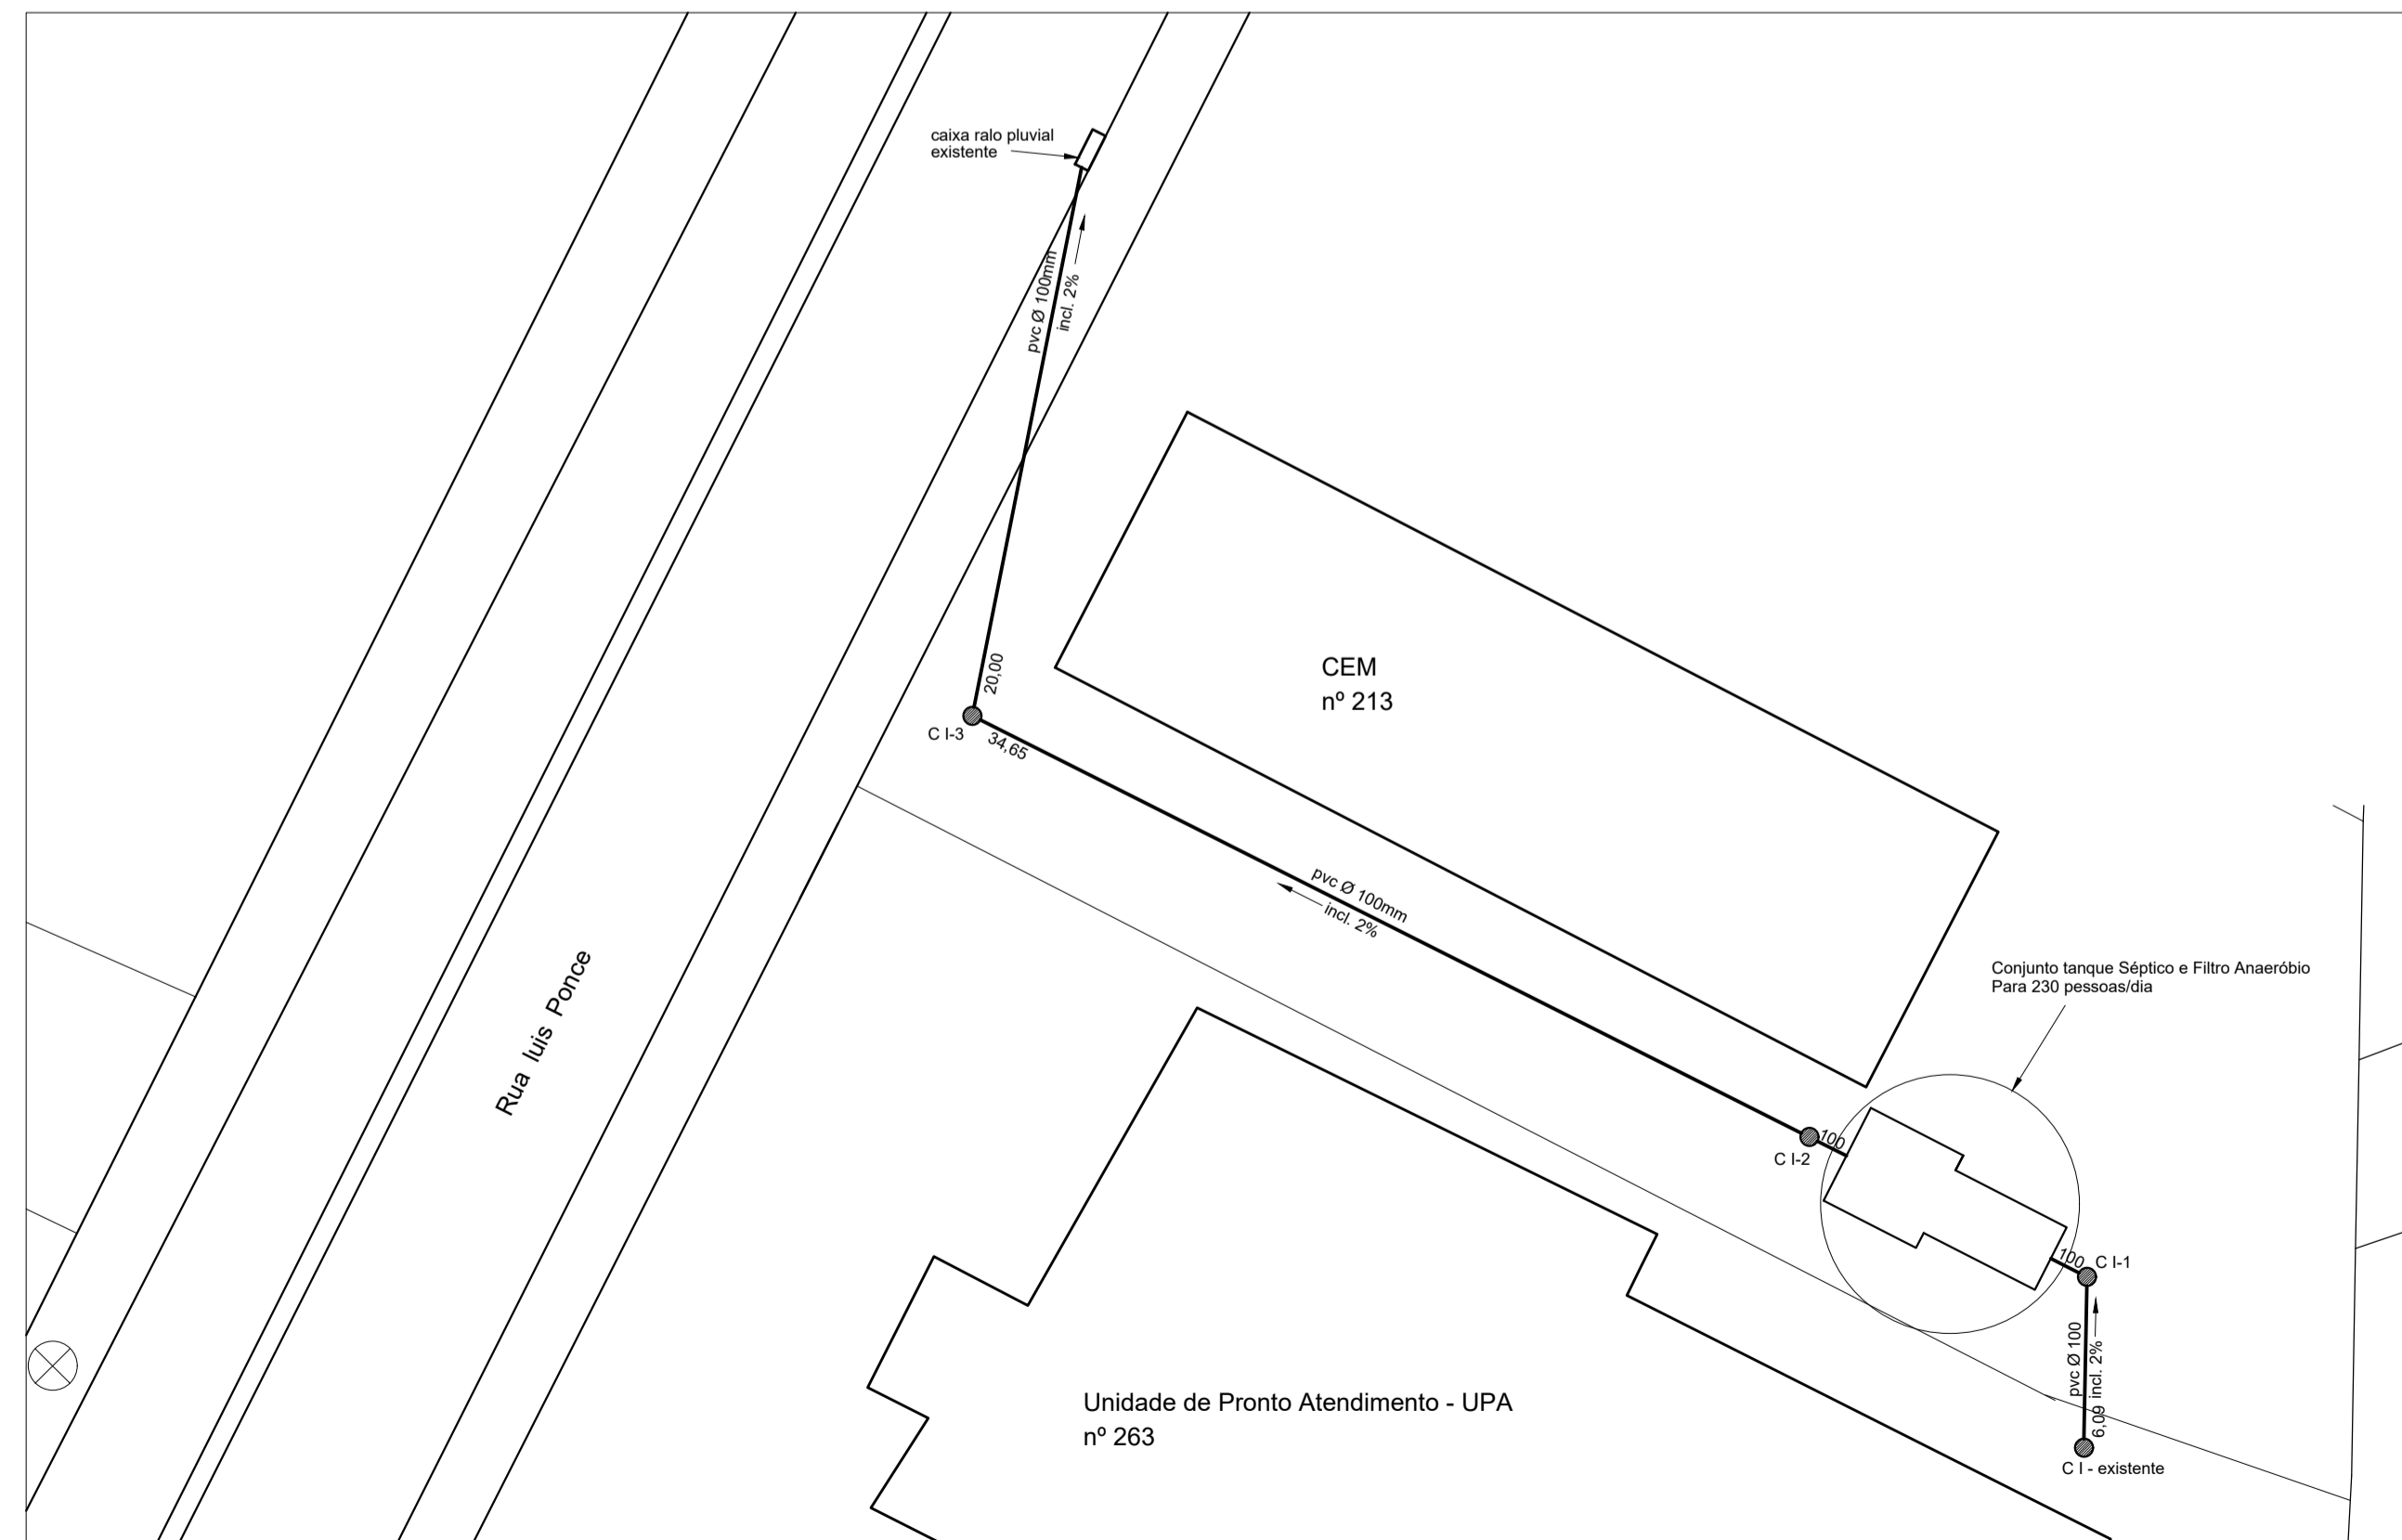 caixa ralo pluvial
existente
pvc Ø 100mm
incl. 2%
20,00
C I-3
34,65
CEM
nº 213
pvc Ø 100mm
incl. 2%
Rua luis Ponce
Conjunto tanque Séptico e Filtro Anaeróbio
Para 230 pessoas/dia
100
C I-2
100
C I-1
pvc Ø 100
6,09 incl. 2%
C I - existente
Unidade de Pronto Atendimento - UPA
nº 263